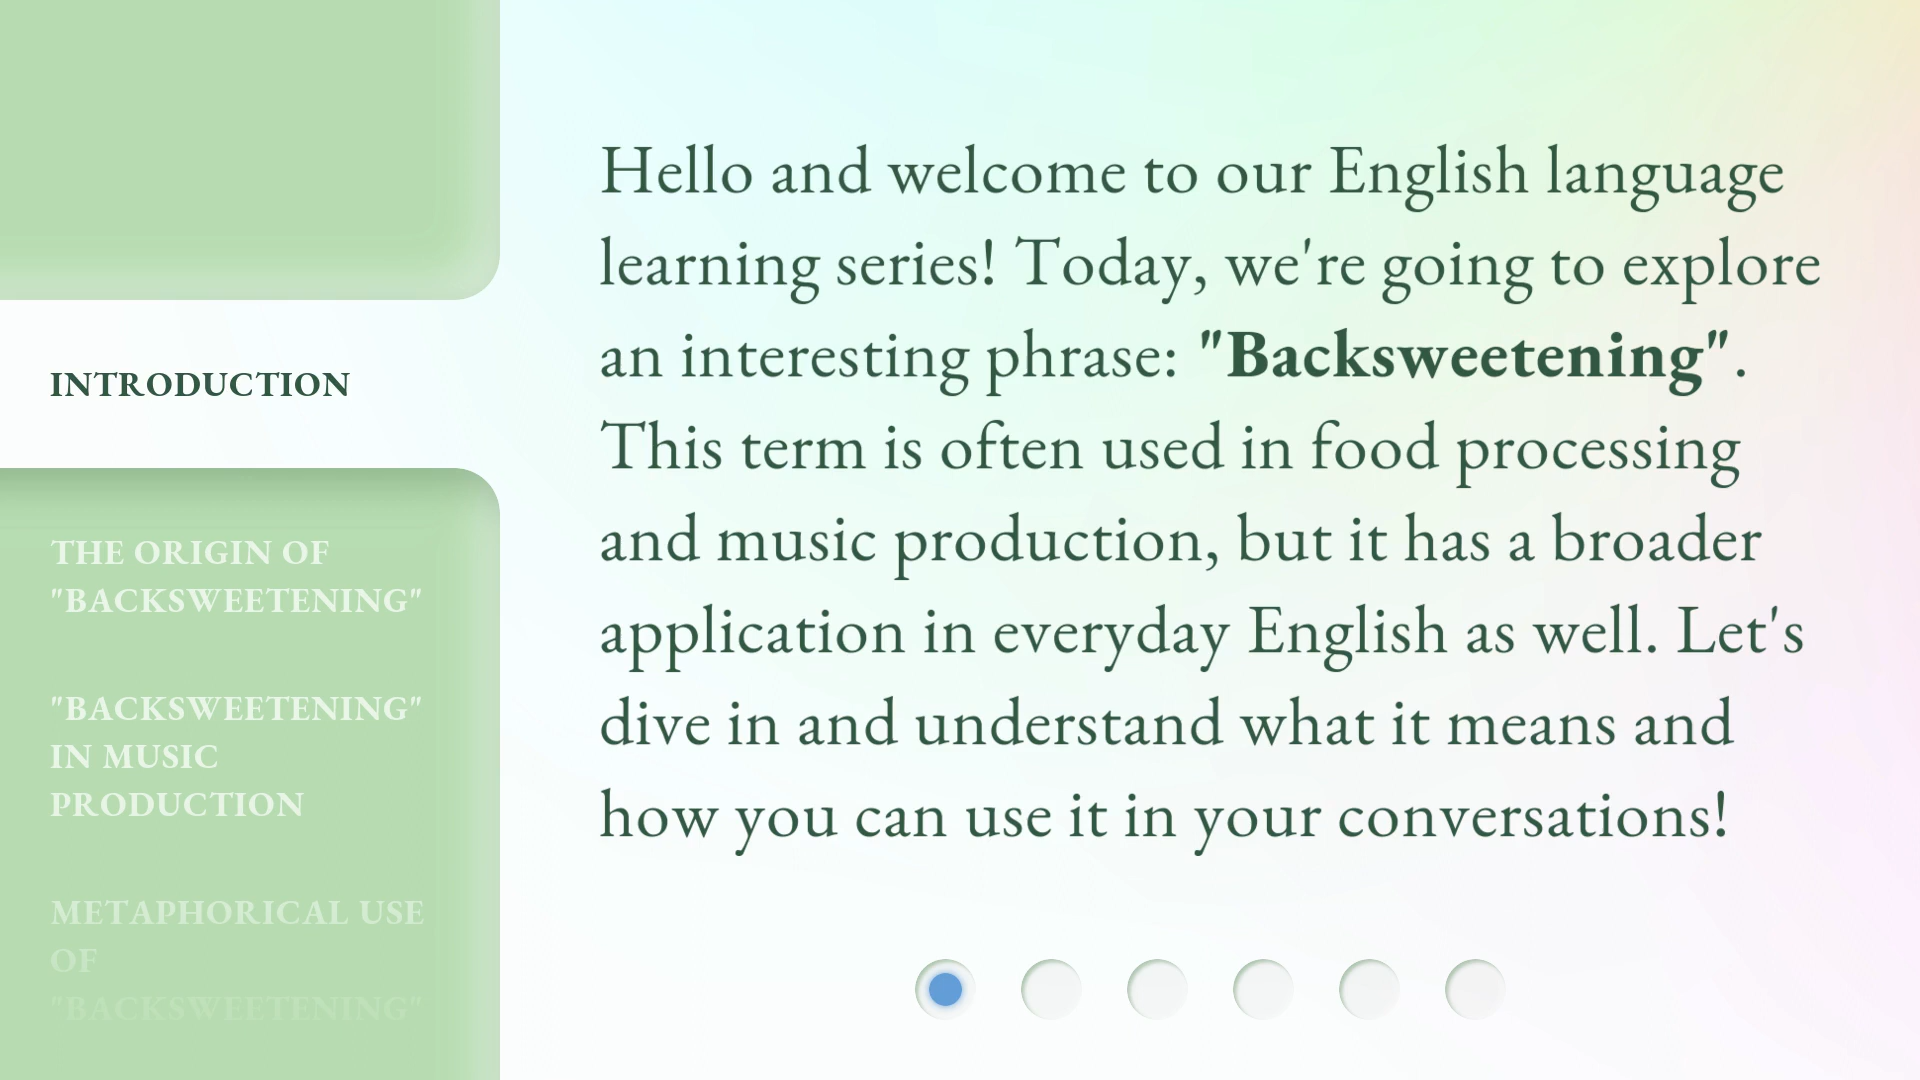 INTRODUCTION
THE ORIGIN OF
"BACKSWEETENING"
"BACKSWEETENING"
IN MUSIC
PRODUCTION
METAPHORICAL USE
OF
"BACKSWEETENING"
Hello and welcome to our English language
learning series! Today, we're going to explore
an interesting phrase: "Backsweetening".
This term is often used in food processing
and music production, but it has a broader
application in everyday English as well. Let's
dive in and understand what it means and
how you can use it in your conversations!